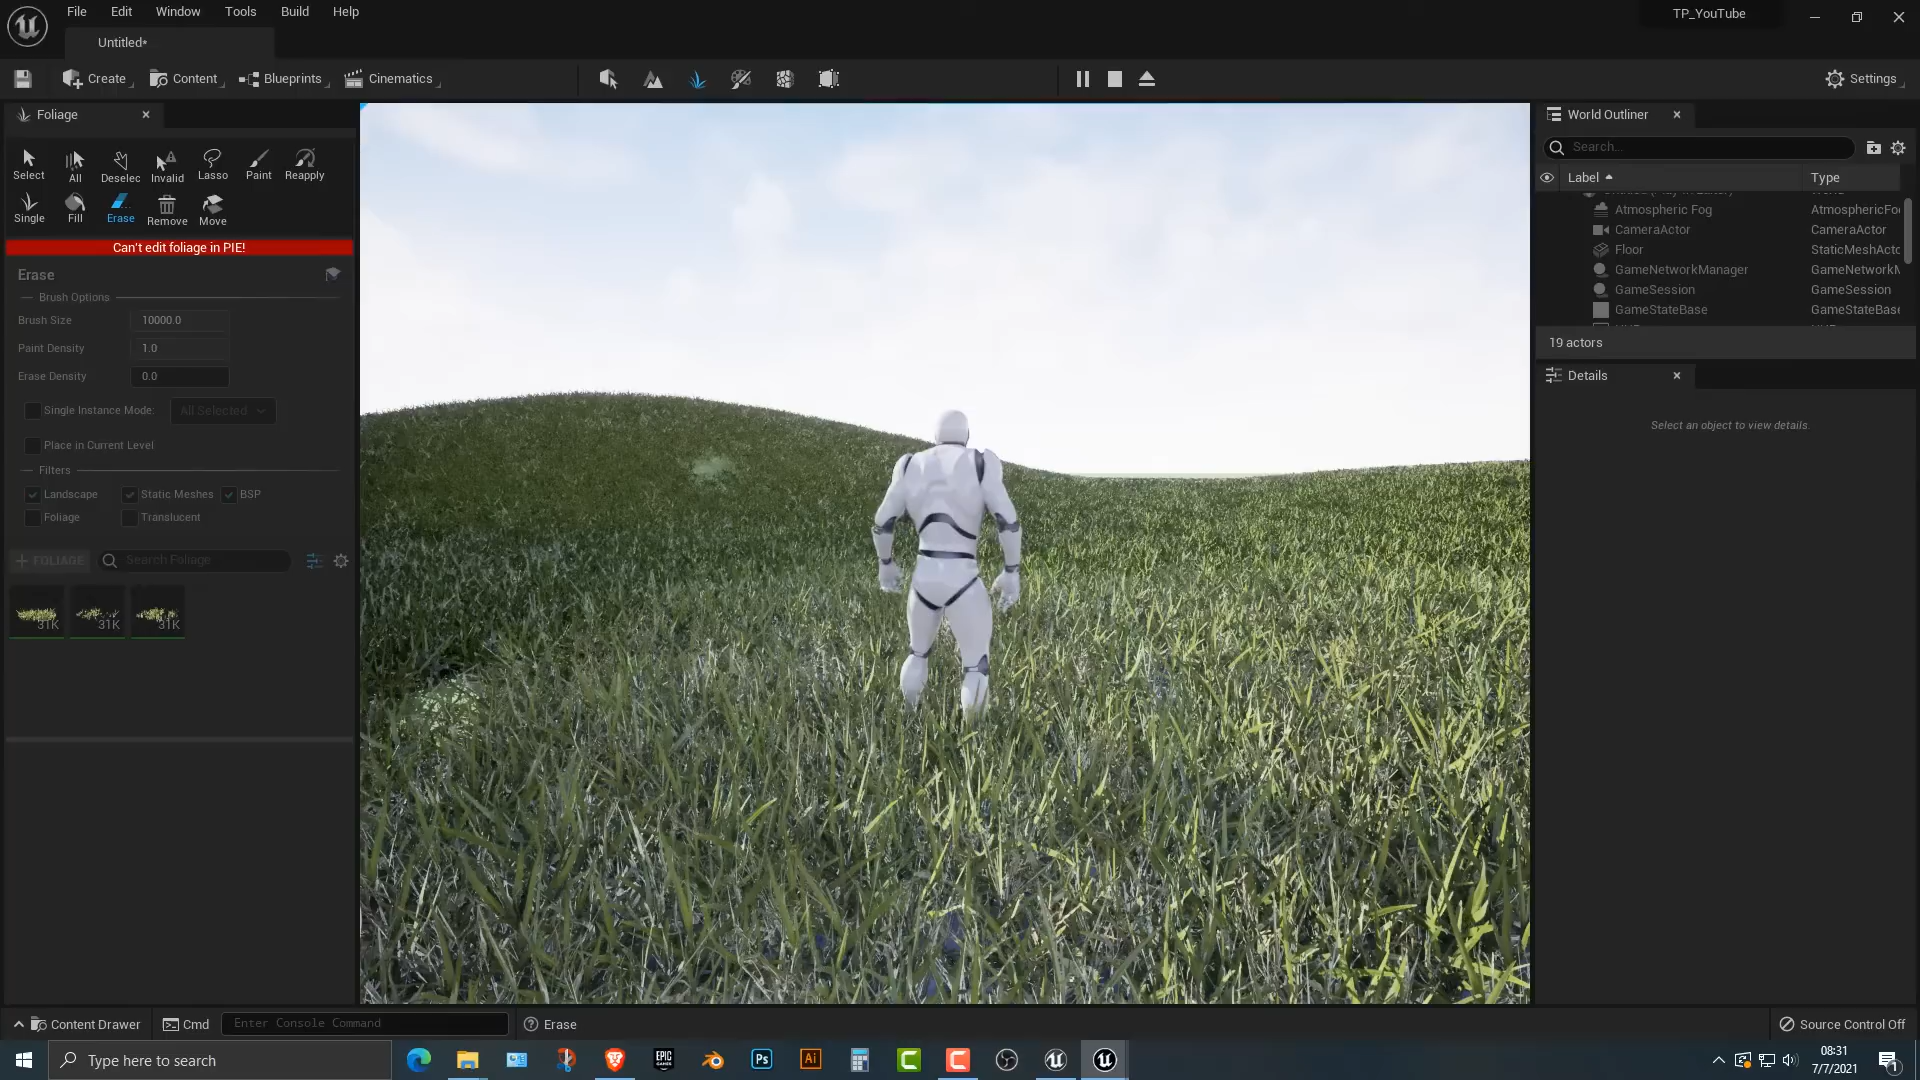 File Edit Window Tools Build Help
TP_YouTube
Untitled*
Create Content Blueprints Cinematics
Settings
Foliage
World Outliner
Search...
Select All Deselec Invalid Lasso Paint Reapply
Label Type
Single Fill Erase Remove Move
Atmospheric Fog AtmosphericFo
CameraActor CameraActor
Can't edit foliage in PIE!
Floor StaticMeshActo
Erase
GameNetworkManager GameNetworkM
GameSession GameSession
Brush Options
GameStateBase GameStateBase
Brush Size 10000.0
19 actors
Paint Density 1.0
Erase Density 0.0
Details
Single Instance Mode: All Selected
Select an object to view details.
Place in Current Level
Filters
Landscape Static Meshes BSP
Foliage Translucent
+ FOLIAGE Search Foliage
31K 31K 31K
Content Drawer Cmd Enter Console Command Erase
Source Control Off
Type here to search
EPIC GAMES
Ps Ai
08:31
7/7/2021
1